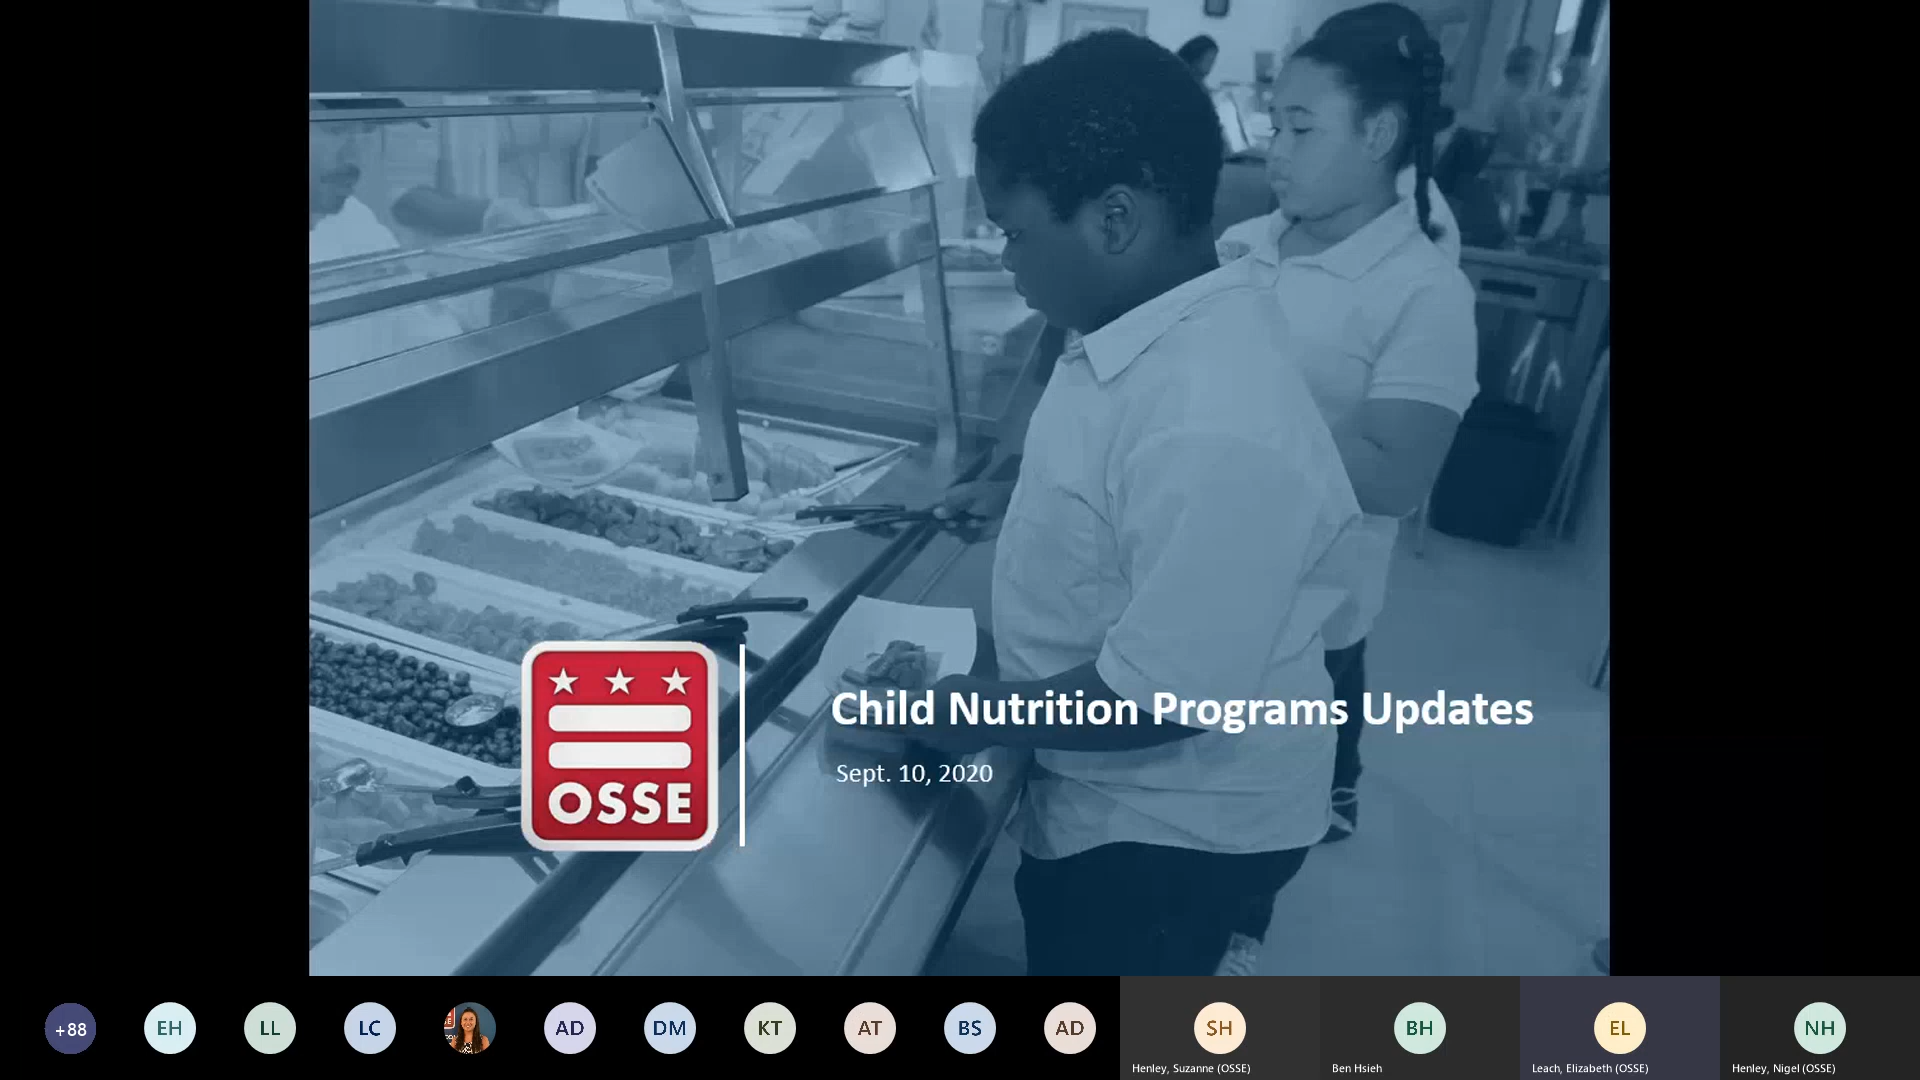 Child Nutrition Programs Updates
Sept. 10, 2020
OSSE
+88
EH
LL
LC
AD
DM
KT
AT
BS
AD
SH
BH
EL
NH
Henley, Suzanne (OSSE)
Ben Hsieh
Leach, Elizabeth (OSSE)
Henley, Nigel (OSSE)